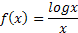 f(x) = logx/x